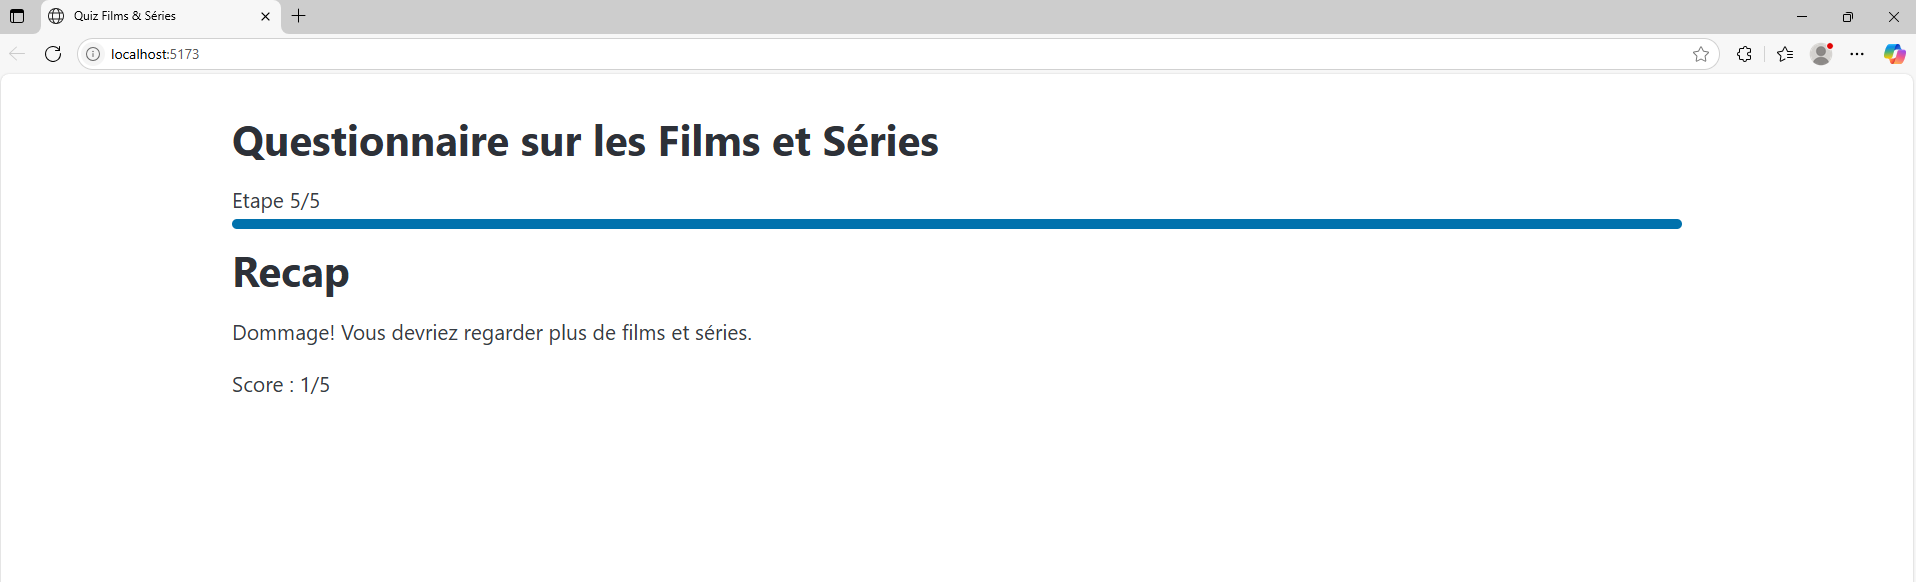 Quiz Films & Séries
localhost:5173
Questionnaire sur les Films et Séries
Etape 5/5
Recap
Dommage! Vous devriez regarder plus de films et séries.
Score : 1/5